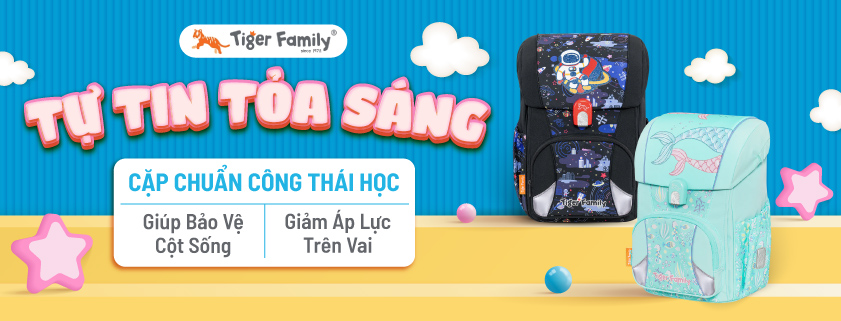 Tiger Family®
since 1978
TỰ TIN TỎA SÁNG
CẶP CHUẨN CÔNG THÁI HỌC
Giúp Bảo Vệ
Cột Sống
Giảm Áp Lực
Trên Vai
Tiger Family
Tiger Family